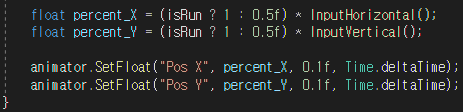 float percent_X = (isRun ? 1 : 0.5f) * InputHorizontal();
float percent_Y = (isRun ? 1 : 0.5f) * InputVertical();
animator.SetFloat("Pos X", percent_X, 0.1f, Time.deltaTime);
animator.SetFloat("Pos Y", percent_Y, 0.1f, Time.deltaTime);
}